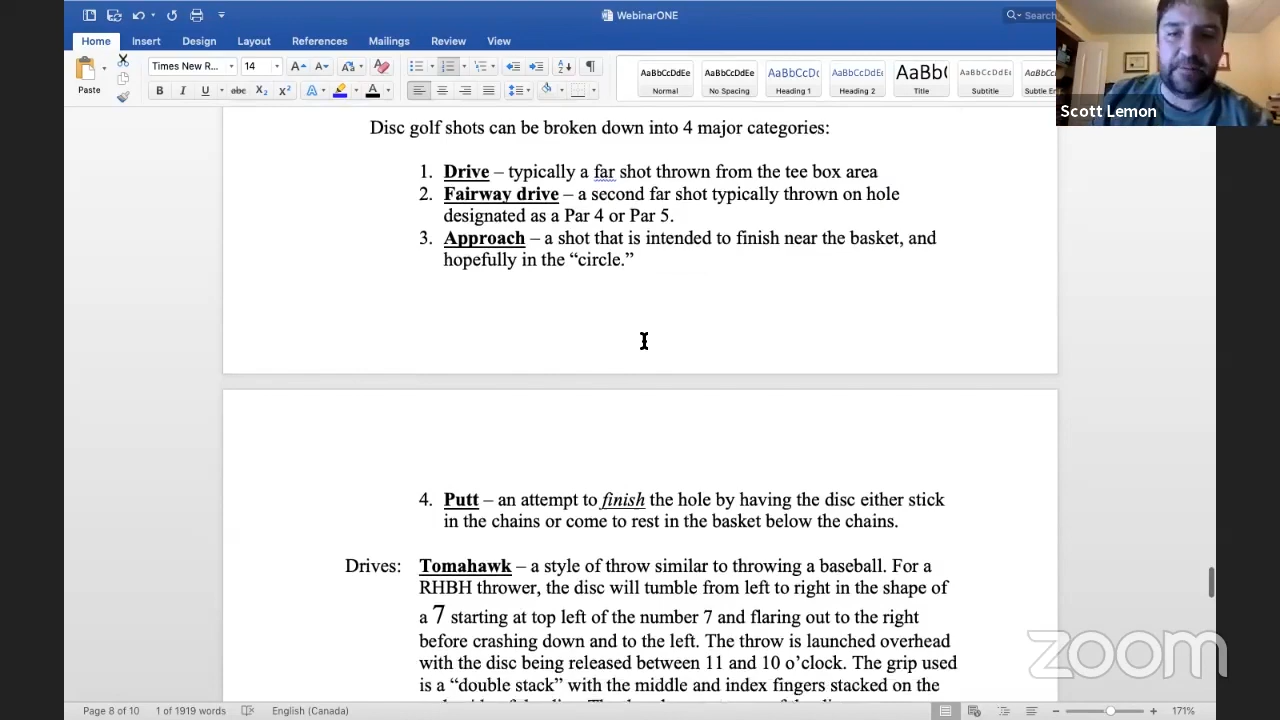 WebinarONE
Search
Home Insert Design Layout References Mailings Review View
Times New R... 14
Paste
AaBbCcDdEe AaBbCcDdEe AaBbCcDc AaBbCcDdEe AaBb( AaBbCcDdEe AaBbCcDdEe
Normal No Spacing Heading 1 Heading 2 Title Subtitle Subtle Em
Scott Lemon
Disc golf shots can be broken down into 4 major categories:
1. Drive – typically a far shot thrown from the tee box area
2. Fairway drive – a second far shot typically thrown on hole
designated as a Par 4 or Par 5.
3. Approach – a shot that is intended to finish near the basket, and
hopefully in the “circle.”
4. Putt – an attempt to finish the hole by having the disc either stick
in the chains or come to rest in the basket below the chains.
Drives: Tomahawk – a style of throw similar to throwing a baseball. For a
RHBH thrower, the disc will tumble from left to right in the shape of
a 7 starting at top left of the number 7 and flaring out to the right
before crashing down and to the left. The throw is launched overhead
with the disc being released between 11 and 10 o’clock. The grip used
is a “double stack” with the middle and index fingers stacked on the
zoom
Page 8 of 10 1 of 1919 words English (Canada) 171%